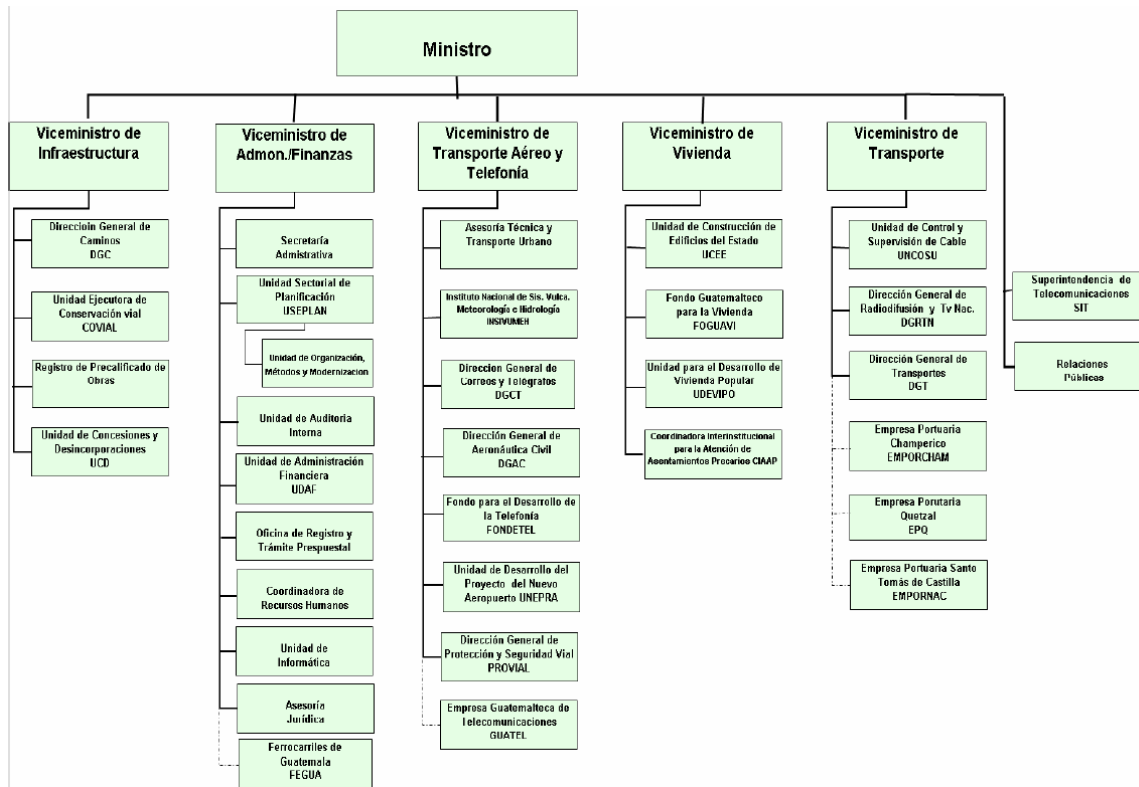 Ministro
Viceministro de
Infraestructura
Direccioin General de
Caminos
DGC
Unidad Ejecutora de
Conservación vial
COVIAL
Registro de Precalificado de
Obras
Unidad de Concesiones y
Desincorporaciones
UCD
Viceministro de
Admon./Finanzas
Secretaría
Admistrativa
Unidad Sectorial de
Planificación
USEPLAN
Unidad de Organización,
Métodos y Modernizacion
Unidad de Auditoria
Interna
Unidad de Administración
Financiera
UDAF
Oficina de Registro y
Trámite Prespuestal
Coordinadora de
Recursos Humanos
Unidad de
Informática
Asesoría
Jurídica
Ferrocarriles de
Guatemala
FEGUA
Viceministro de
Transporte Aéreo y
Telefonía
Asesoría Técnica y
Transporte Urbano
Instituto Nacional de Sis. Vulca.
Meteorología e Hidrología
INSIVUMEH
Direccion General de
Correos y Telégrafos
DGCT
Dirección General de
Aeronáutica Civil
DGAC
Fondo para el Desarrollo de
la Telefonía
FONDETEL
Unidad de Desarrollo del
Proyecto del Nuevo
Aeropuerto UNEPRA
Dirección General de
Protección y Seguridad Vial
PROVIAL
Empresa Guatemalteca de
Telecomunicaciones
GUATEL
Viceministro de
Vivienda
Unidad de Construcción de
Edificios del Estado
UCEE
Fondo Guatemalteco
para la Vivienda
FOGUAVI
Unidad para el Desarrollo de
Vivienda Popular
UDEVIPO
Coordinadora Interinstitucional
para la Atención de
Asentamientos Precarios CIAAP
Viceministro de
Transporte
Unidad de Control y
Supervisión de Cable
UNCOSU
Dirección General de
Radiodifusión y Tv Nac.
DGRTN
Dirección General de
Transportes
DGT
Empresa Portuaria
Champerico
EMPORCHAM
Empresa Porutaria
Quetzal
EPQ
Empresa Portuaria Santo
Tomás de Castilla
EMPORNAC
Superintendencia de
Telecomunicaciones
SIT
Relaciones
Públicas